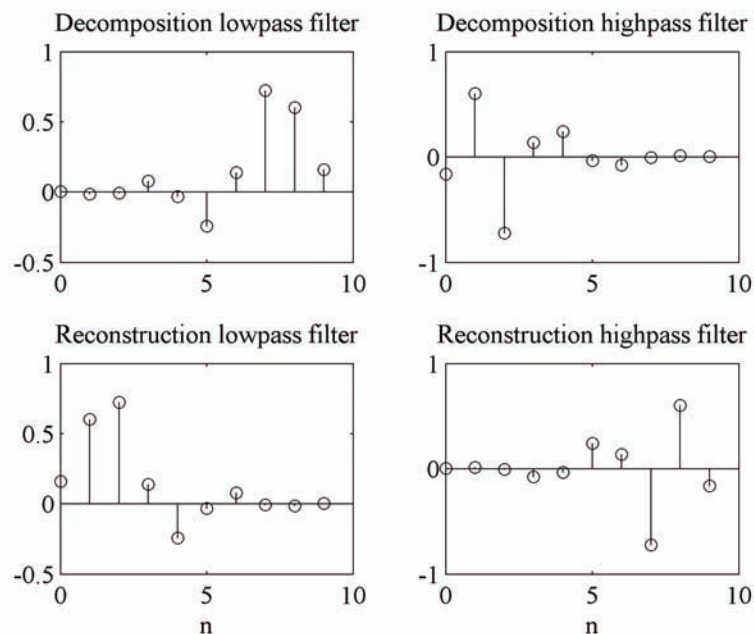 Decomposition lowpass filter
1
0.5
0
-0.5
0 5 10
Decomposition highpass filter
1
0
-1
0 5 10
Reconstruction lowpass filter
1
0.5
0
-0.5
0 5 10
n
Reconstruction highpass filter
1
0
-1
0 5 10
n